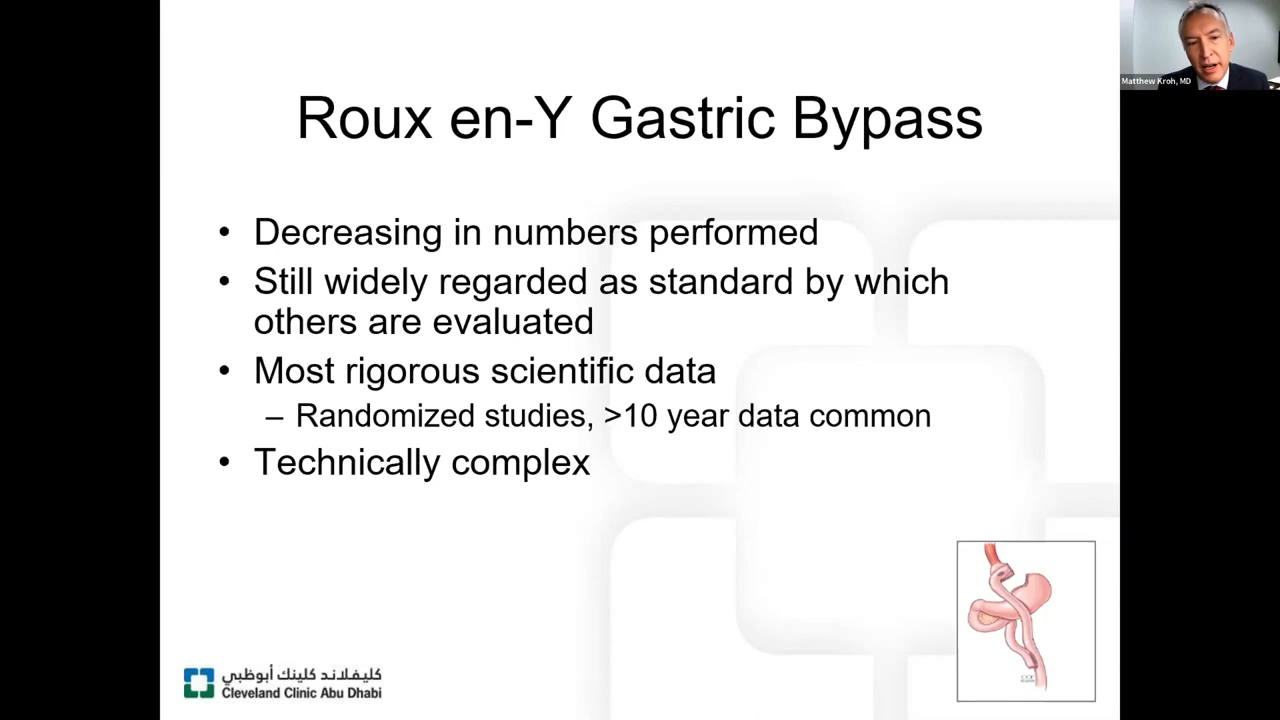 Matthew Kroh, MD
Roux en-Y Gastric Bypass
• Decreasing in numbers performed
• Still widely regarded as standard by which
others are evaluated
• Most rigorous scientific data
– Randomized studies, >10 year data common
• Technically complex
كليفلاند كلينك أبوظبي
Cleveland Clinic Abu Dhabi